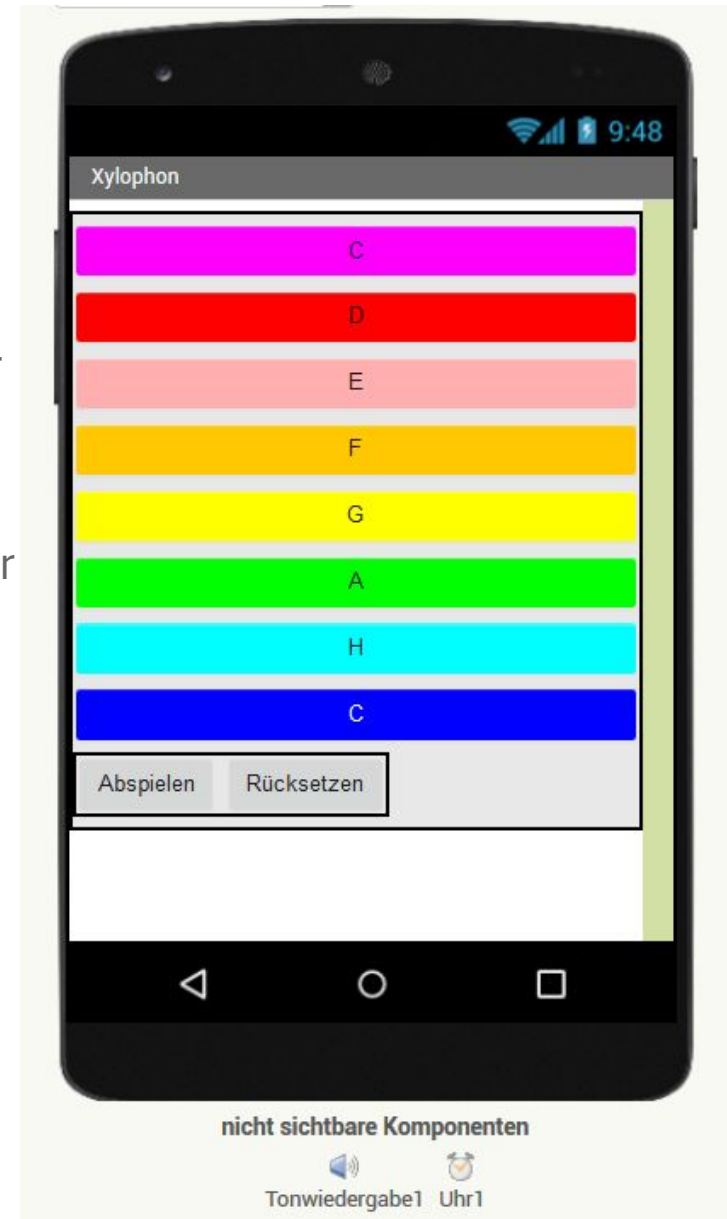 9:48
Xylophon
C
D
E
F
r
G
A
H
C
Abspielen Rücksetzen
nicht sichtbare Komponenten
Tonwiedergabe1 Uhr1